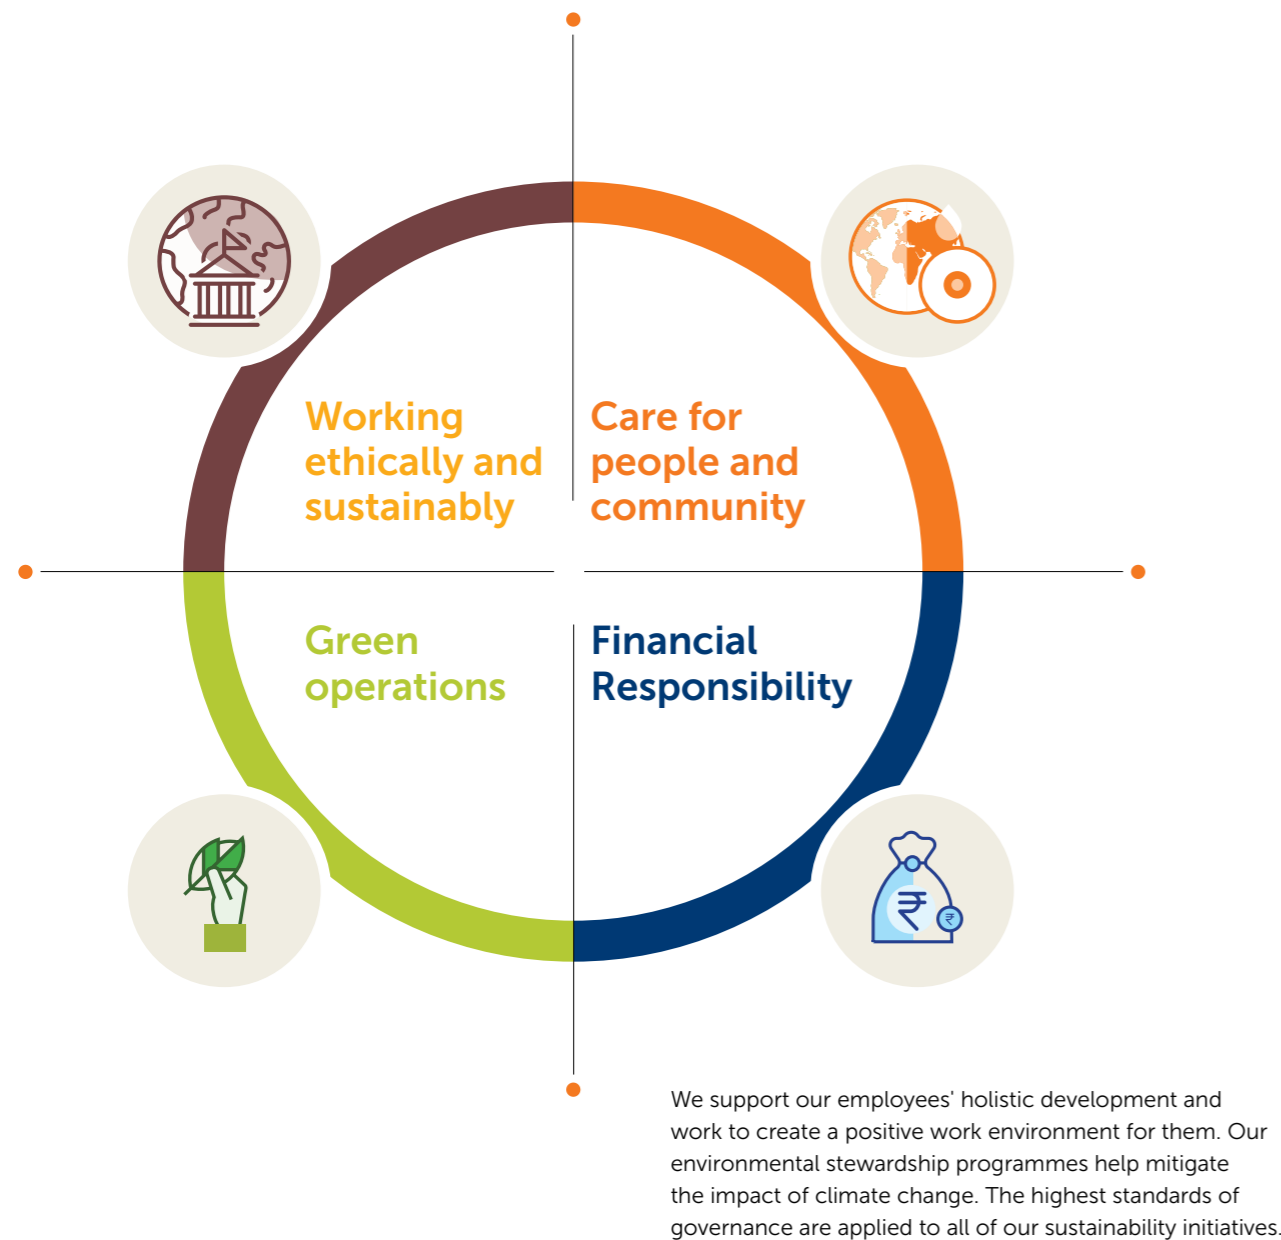 Working
ethically and
sustainably
Care for
people and
community
Green
operations
Financial
Responsibility
₹
₹
We support our employees' holistic development and
work to create a positive work environment for them. Our
environmental stewardship programmes help mitigate
the impact of climate change. The highest standards of
governance are applied to all of our sustainability initiatives.